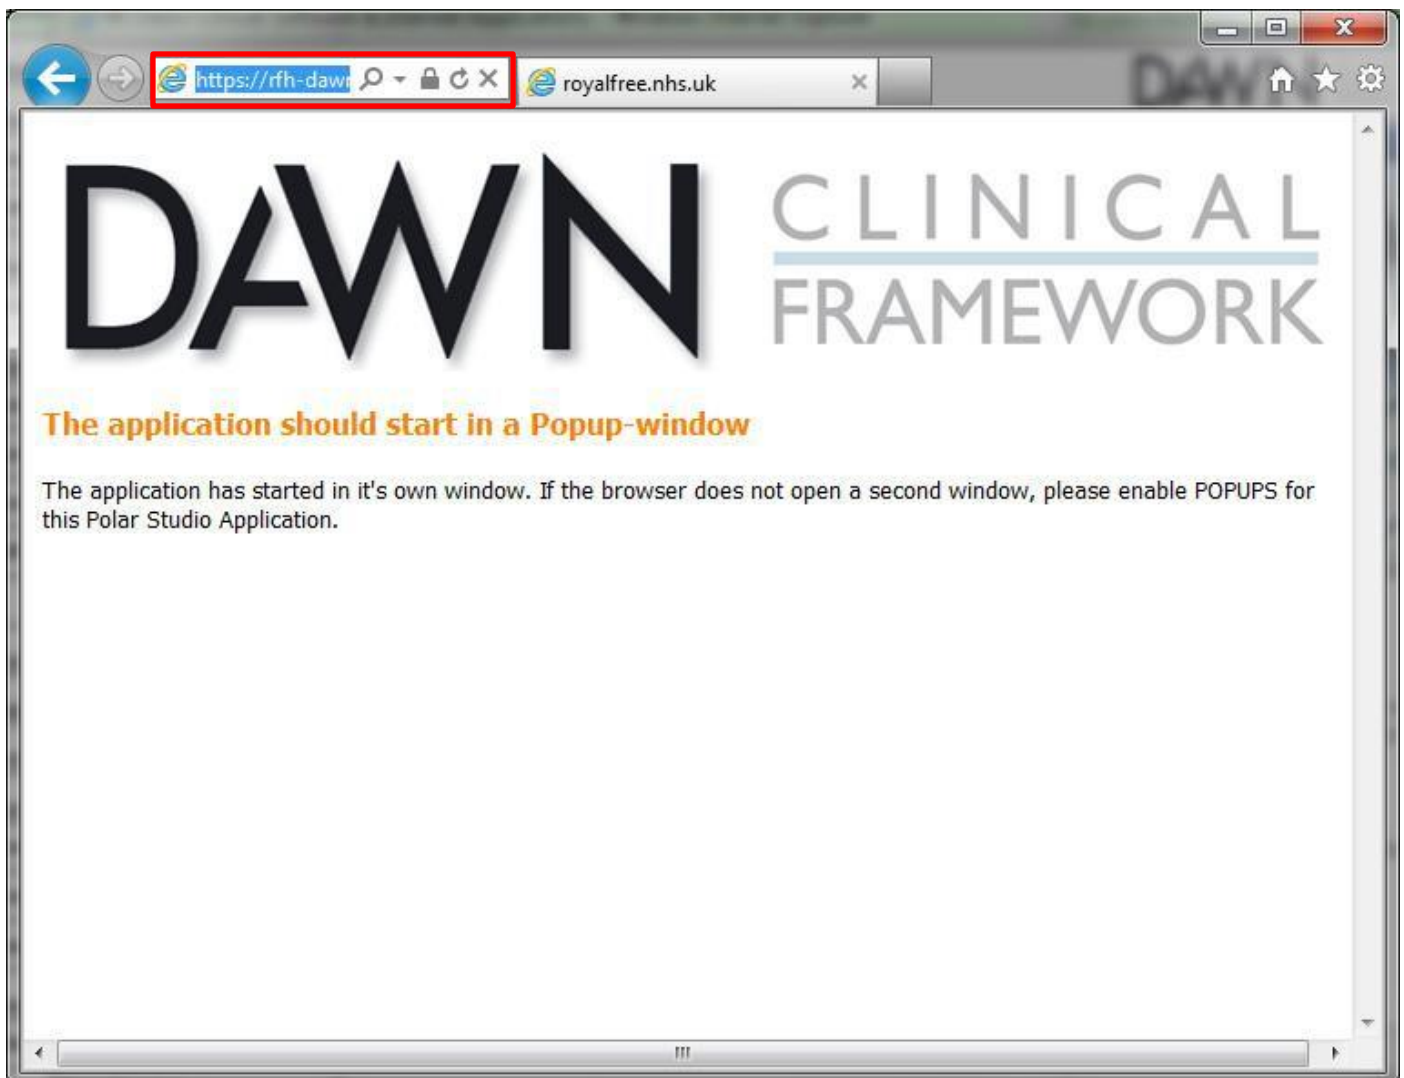 https://rfh-dawn
royalfree.nhs.uk
DAWN
CLINICAL
FRAMEWORK
The application should start in a Popup-window
The application has started in it's own window. If the browser does not open a second window, please enable POPUPS for
this Polar Studio Application.